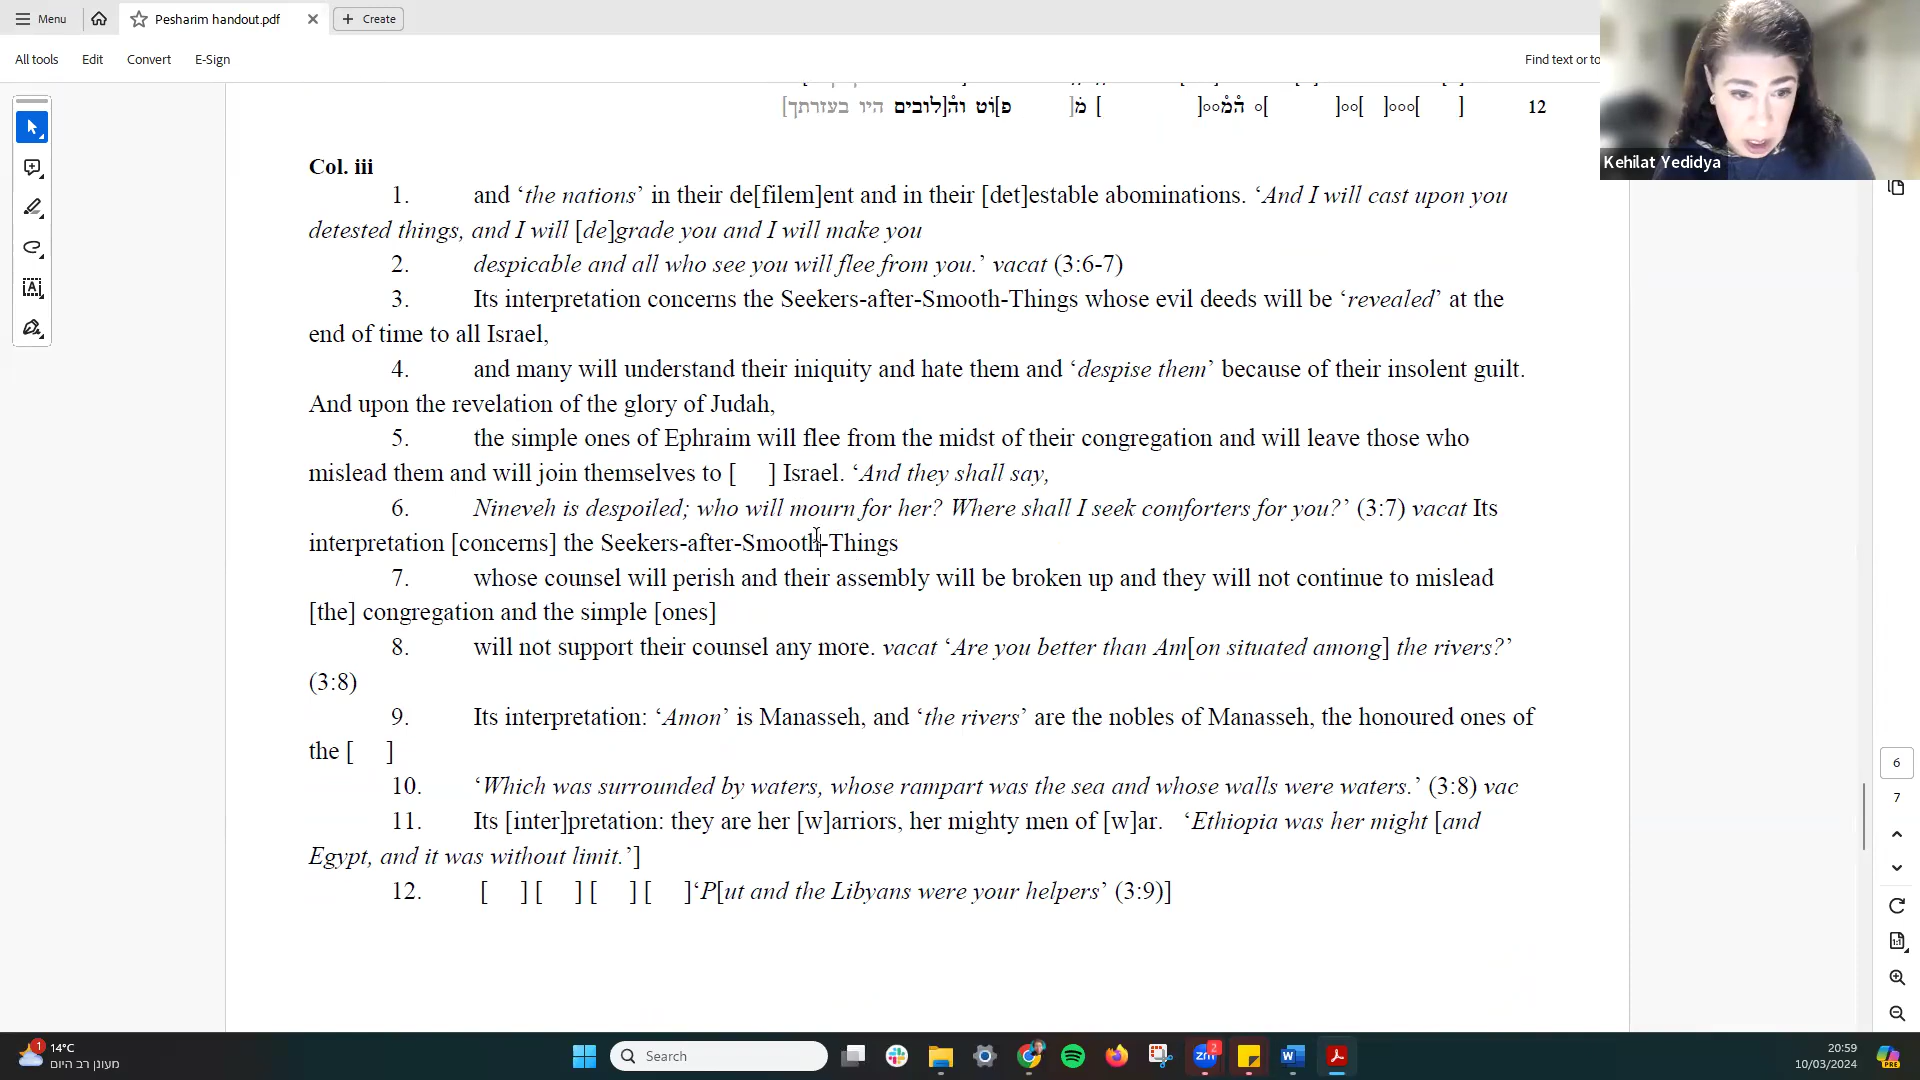 Menu
Pesharim handout.pdf
Create
All tools
Edit
Convert
E-Sign
Find text or to
Kehilat Yedidya
12 [ ]∘∘∘[ ]∘∘[ ]∘ המ∘∘[ ] מ[ פ]וט וה[לובים היו בעזרתך]
Col. iii
1. and ‘the nations’ in their de[filem]ent and in their [det]estable abominations. ‘And I will cast upon you
detested things, and I will [de]grade you and I will make you
2. despicable and all who see you will flee from you.’ vacat (3:6-7)
3. Its interpretation concerns the Seekers-after-Smooth-Things whose evil deeds will be ‘revealed’ at the
end of time to all Israel,
4. and many will understand their iniquity and hate them and ‘despise them’ because of their insolent guilt.
And upon the revelation of the glory of Judah,
5. the simple ones of Ephraim will flee from the midst of their congregation and will leave those who
mislead them and will join themselves to [ ] Israel. ‘And they shall say,
6. Nineveh is despoiled; who will mourn for her? Where shall I seek comforters for you?’ (3:7) vacat Its
interpretation [concerns] the Seekers-after-Smooth-Things
7. whose counsel will perish and their assembly will be broken up and they will not continue to mislead
[the] congregation and the simple [ones]
8. will not support their counsel any more. vacat ‘Are you better than Am[on situated among] the rivers?’
(3:8)
9. Its interpretation: ‘Amon’ is Manasseh, and ‘the rivers’ are the nobles of Manasseh, the honoured ones of
the [ ]
10. ‘Which was surrounded by waters, whose rampart was the sea and whose walls were waters.’ (3:8) vac
11. Its [inter]pretation: they are her [w]arriors, her mighty men of [w]ar. ‘Ethiopia was her might [and
Egypt, and it was without limit.’]
12. [ ] [ ] [ ] [ ]‘P[ut and the Libyans were your helpers’ (3:9)]
6
7
14°C
מעונן רב היום
Search
20:59
10/03/2024